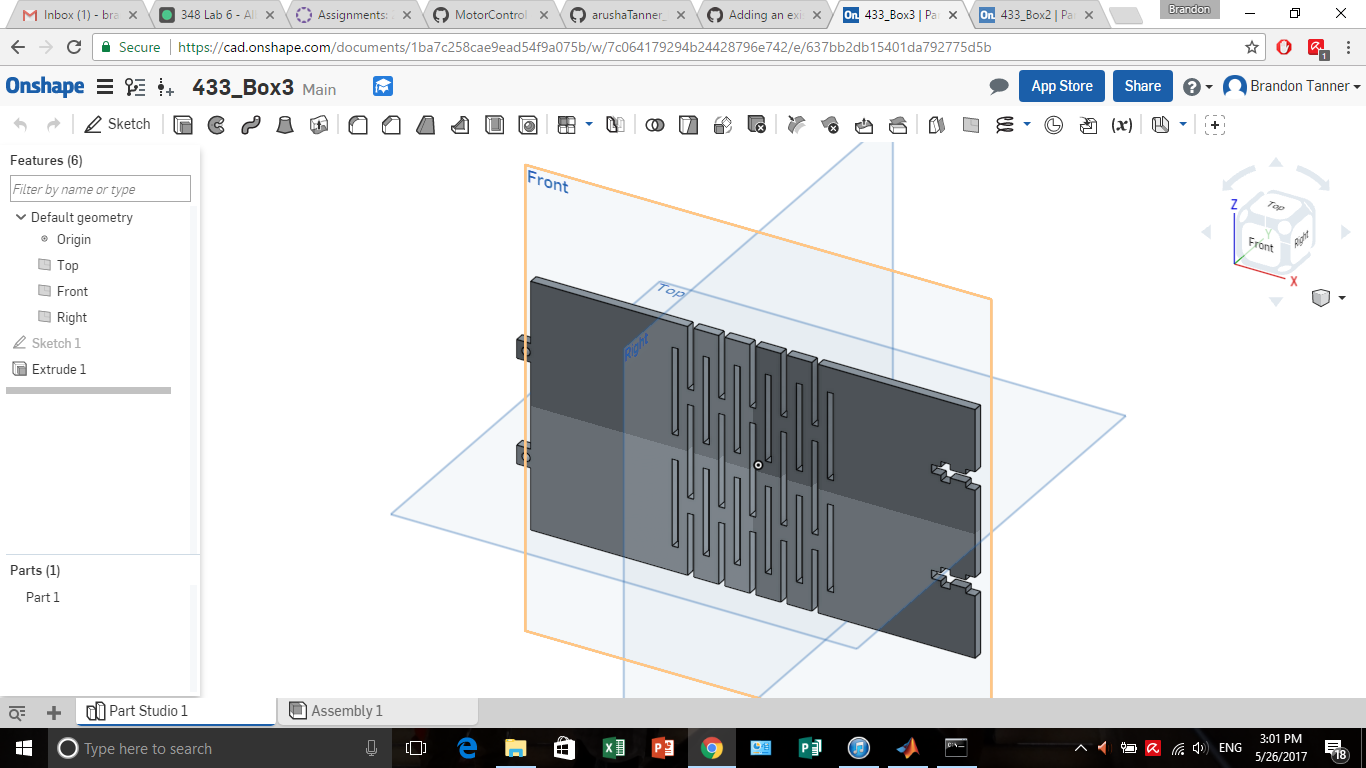 Inbox (1) - bra
348 Lab 6 - Al
Assignments: a
MotorControl
arushaTanner_
Adding an exi
433_Box3 | Pa
433_Box2 | Pa
Brandon
Secure
https://cad.onshape.com/documents/1ba7c258cae9ead54f9a075b/w/7c064179294b24428796e742/e/637bb2db15401da792775d5b
1
Onshape
433_Box3 Main
App Store
Share
Brandon Tanner
Sketch
(x)
Features (6)
Filter by name or type
Default geometry
Origin
Top
Front
Right
Sketch 1
Extrude 1
Parts (1)
Part 1
Front
Top
Right
Z
Top
Y
Front
Right
X
Part Studio 1
Assembly 1
Type here to search
ENG
3:01 PM
5/26/2017
18